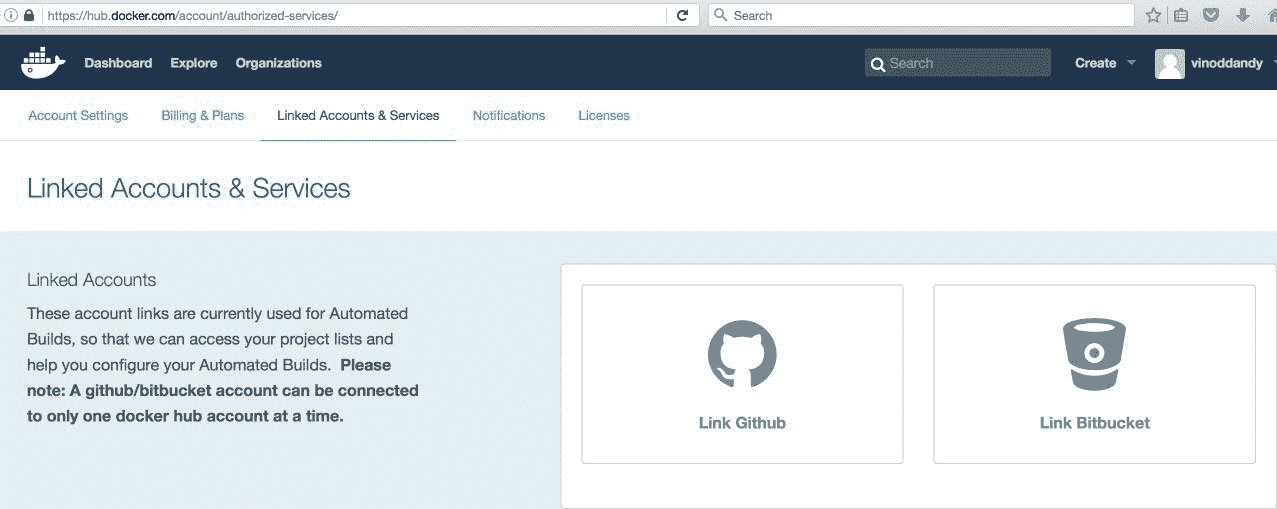 https://hub.docker.com/account/authorized-services/
Search
Dashboard Explore Organizations
Search
Create
vinoddandy
Account Settings Billing & Plans Linked Accounts & Services Notifications Licenses
Linked Accounts & Services
Linked Accounts
These account links are currently used for Automated
Builds, so that we can access your project lists and
help you configure your Automated Builds. Please
note: A github/bitbucket account can be connected
to only one docker hub account at a time.
Link Github
Link Bitbucket